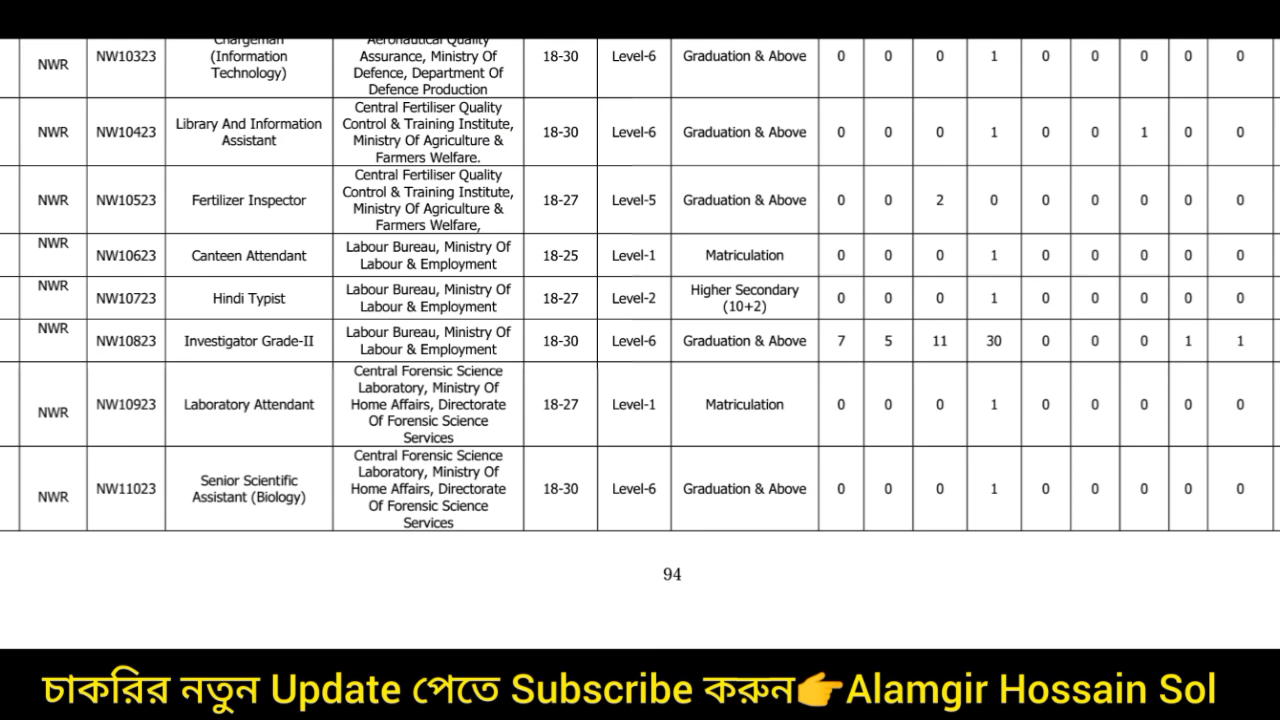 NWR NW10323 Chargeman (Information Technology) Aeronautical Quality Assurance, Ministry Of Defence, Department Of Defence Production 18-30 Level-6 Graduation & Above 0 0 0 1 0 0 0 0 0
NWR NW10423 Library And Information Assistant Central Fertiliser Quality Control & Training Institute, Ministry Of Agriculture & Farmers Welfare. 18-30 Level-6 Graduation & Above 0 0 0 1 0 0 1 0 0
NWR NW10523 Fertilizer Inspector Central Fertiliser Quality Control & Training Institute, Ministry Of Agriculture & Farmers Welfare, 18-27 Level-5 Graduation & Above 0 0 2 0 0 0 0 0 0
NWR NW10623 Canteen Attendant Labour Bureau, Ministry Of Labour & Employment 18-25 Level-1 Matriculation 0 0 0 1 0 0 0 0 0
NWR NW10723 Hindi Typist Labour Bureau, Ministry Of Labour & Employment 18-27 Level-2 Higher Secondary (10+2) 0 0 0 1 0 0 0 0 0
NWR NW10823 Investigator Grade-II Labour Bureau, Ministry Of Labour & Employment 18-30 Level-6 Graduation & Above 7 5 11 30 0 0 0 1 1
NWR NW10923 Laboratory Attendant Central Forensic Science Laboratory, Ministry Of Home Affairs, Directorate Of Forensic Science Services 18-27 Level-1 Matriculation 0 0 0 1 0 0 0 0 0
NWR NW11023 Senior Scientific Assistant (Biology) Central Forensic Science Laboratory, Ministry Of Home Affairs, Directorate Of Forensic Science Services 18-30 Level-6 Graduation & Above 0 0 0 1 0 0 0 0 0
94
চাকরির নতুন Update পেতে Subscribe করুন👉Alamgir Hossain Sol